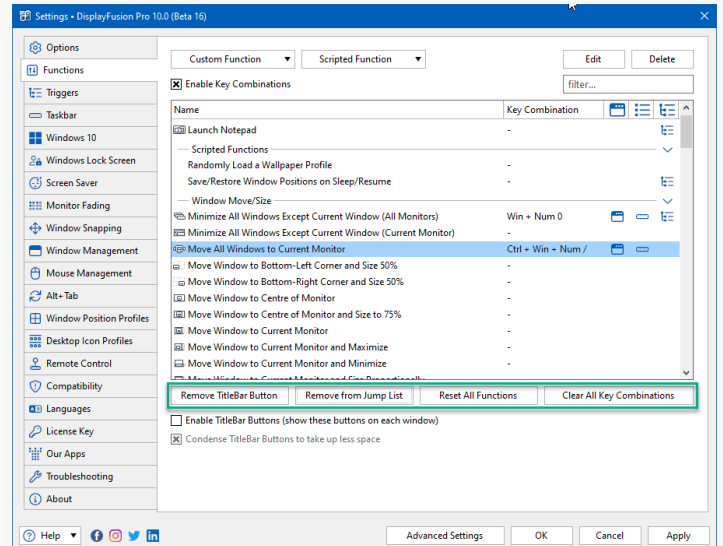 Settings • DisplayFusion Pro 10.0 (Beta 16)
Options
Functions
Triggers
Taskbar
Windows 10
Windows Lock Screen
Screen Saver
Monitor Fading
Window Snapping
Window Management
Mouse Management
Alt+Tab
Window Position Profiles
Desktop Icon Profiles
Remote Control
Compatibility
Languages
License Key
Our Apps
Troubleshooting
About
Custom Function
Scripted Function
Edit
Delete
Enable Key Combinations
filter...
Name Key Combination
Launch Notepad -
Scripted Functions
Randomly Load a Wallpaper Profile -
Save/Restore Window Positions on Sleep/Resume -
Window Move/Size
Minimize All Windows Except Current Window (All Monitors) Win + Num 0
Minimize All Windows Except Current Window (Current Monitor) -
Move All Windows to Current Monitor Ctrl + Win + Num /
Move Window to Bottom-Left Corner and Size 50% -
Move Window to Bottom-Right Corner and Size 50% -
Move Window to Centre of Monitor -
Move Window to Centre of Monitor and Size to 75% -
Move Window to Current Monitor -
Move Window to Current Monitor and Maximize -
Move Window to Current Monitor and Minimize -
Move Window to Current Monitor and Size Proportionally
Remove TitleBar Button
Remove from Jump List
Reset All Functions
Clear All Key Combinations
Enable TitleBar Buttons (show these buttons on each window)
Condense TitleBar Buttons to take up less space
Help
Advanced Settings
OK
Cancel
Apply